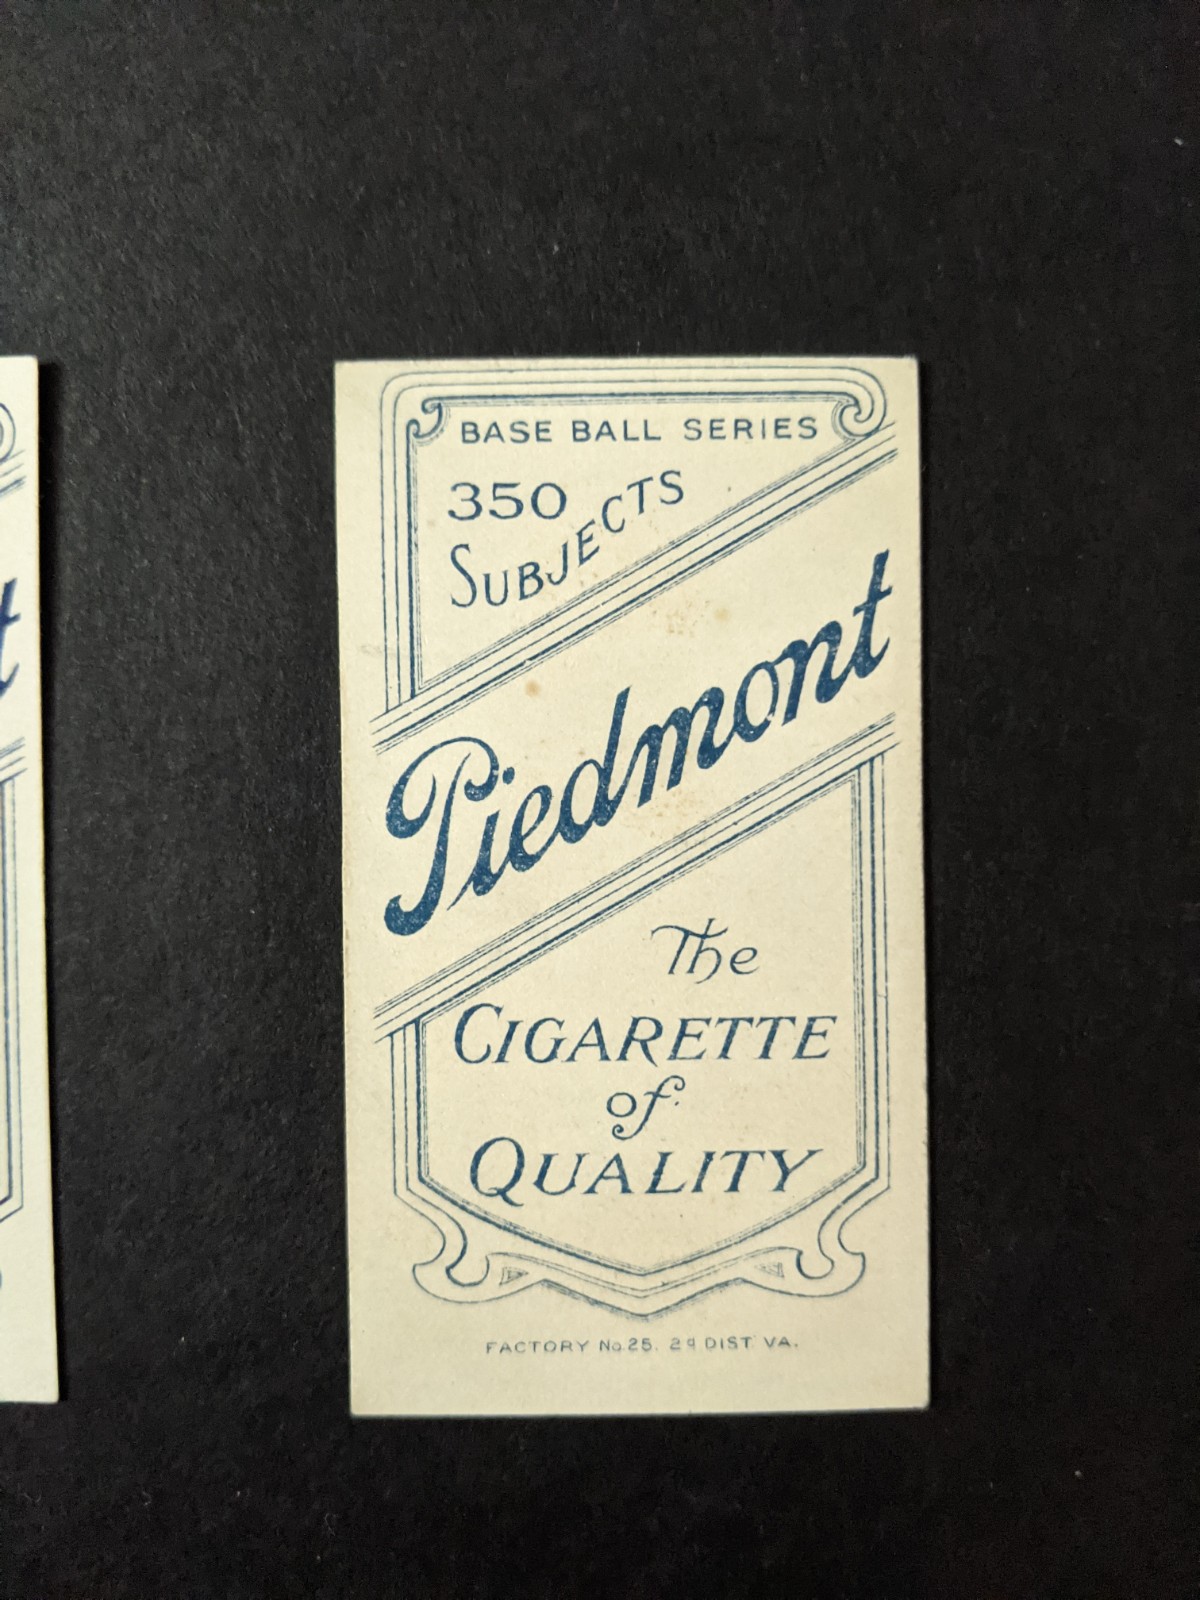 BASE BALL SERIES
350
SUBJECTS
Piedmont
The
CIGARETTE
of
QUALITY
FACTORY No 25. 2d DIST. VA.
t